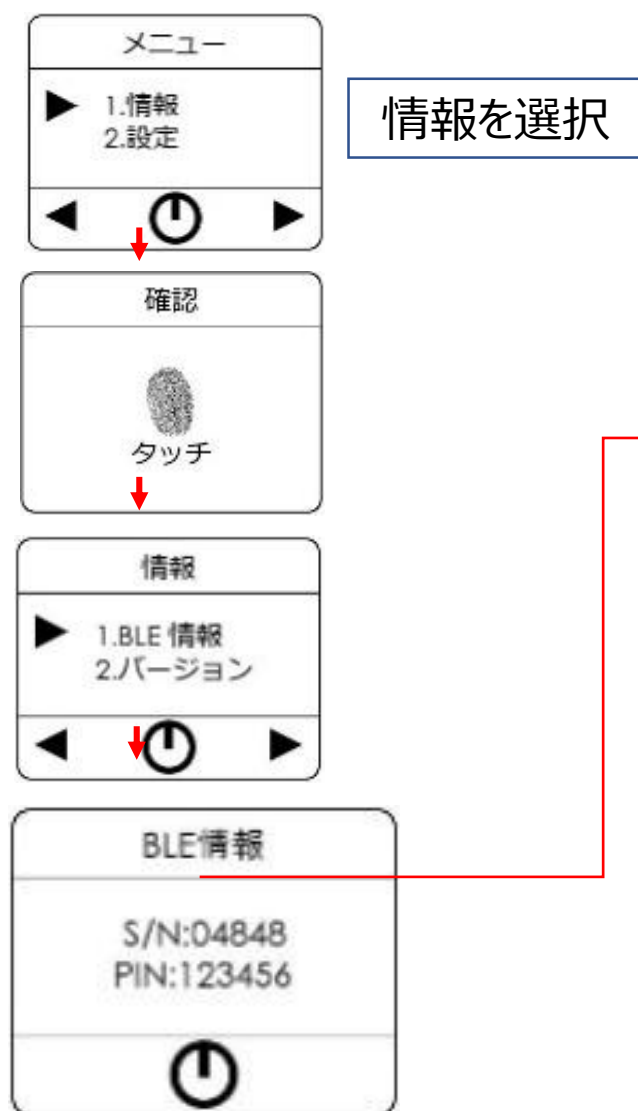 メニュー
1.情報
2.設定
情報を選択
確認
タッチ
情報
1.BLE 情報
2.バージョン
BLE情報
S/N:04848
PIN:123456